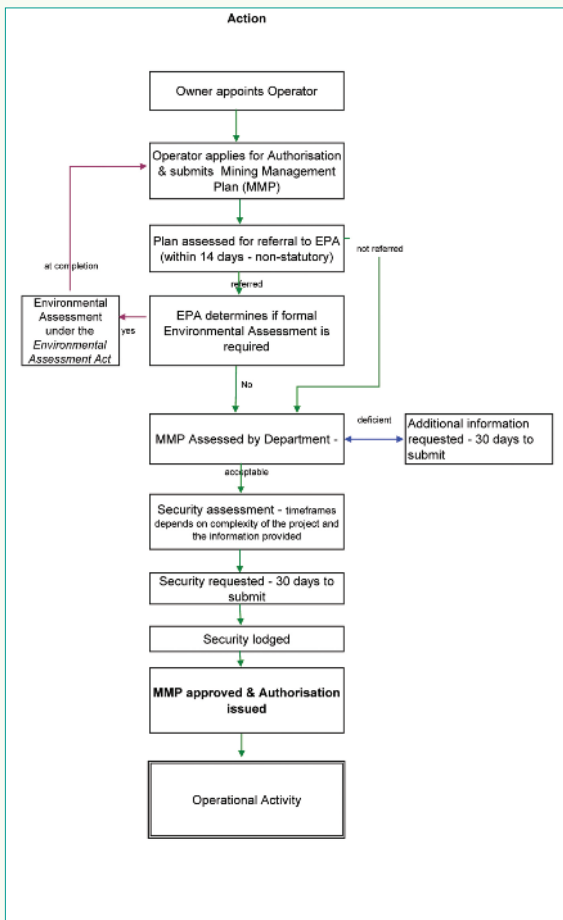 Action
Owner appoints Operator
Operator applies for Authorisation
& submits Mining Management
Plan (MMP)
Plan assessed for referral to EPA
(within 14 days - non-statutory)
not referred
at completion
referred
Environmental
Assessment
under the
Environmental
Assessment Act
yes
EPA determines if formal
Environmental Assessment is
required
No
MMP Assessed by Department -
deficient
Additional information
requested - 30 days to
submit
acceptable
Security assessment - timeframes
depends on complexity of the project and
the information provided
Security requested - 30 days to
submit
Security lodged
MMP approved & Authorisation
issued
Operational Activity